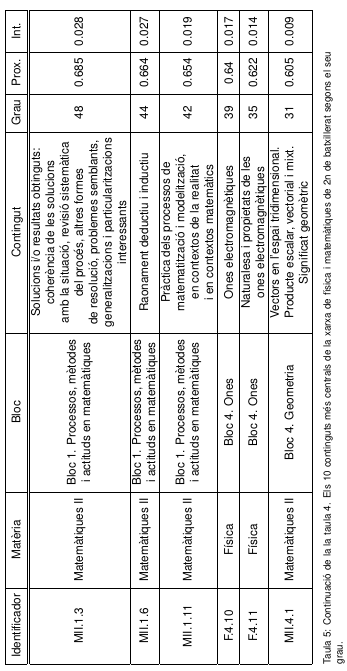 Identificador Matèria Bloc Contingut Grau Prox. Int.
MII.1.3 Matemàtiques II Bloc 1. Processos, mètodes i actituds en matemàtiques Solucions i/o resultats obtinguts:
coherència de les solucions
amb la situació, revisió sistemàtica
del procés, altres formes
de resolució, problemes semblants,
generalitzacions i particularitzacions
interessants 48 0.685 0.028
MII.1.6 Matemàtiques II Bloc 1. Processos, mètodes
i actituds en matemàtiques Raonament deductiu i inductiu 44 0.664 0.027
MII.1.11 Matemàtiques II Bloc 1. Processos, mètodes
i actituds en matemàtiques Pràctica dels processos de
matematització i modelització,
en contextos de la realitat
i en contextos matemàtics 42 0.654 0.019
F.4.10 Física Bloc 4. Ones Ones electromagnètiques 39 0.64 0.017
F.4.11 Física Bloc 4. Ones Naturalesa i propietats de les
ones electromagnètiques 35 0.622 0.014
MII.4.1 Matemàtiques II Bloc 4. Geometria Vectors en l'espai tridimensional.
Producte escalar, vectorial i mixt.
Significat geomètric 31 0.605 0.009
Taula 5: Continuació de la la taula 4. Els 10 continguts més centrals de la xarxa de física i matemàtiques de 2n de batxillerat segons el seu
grau.